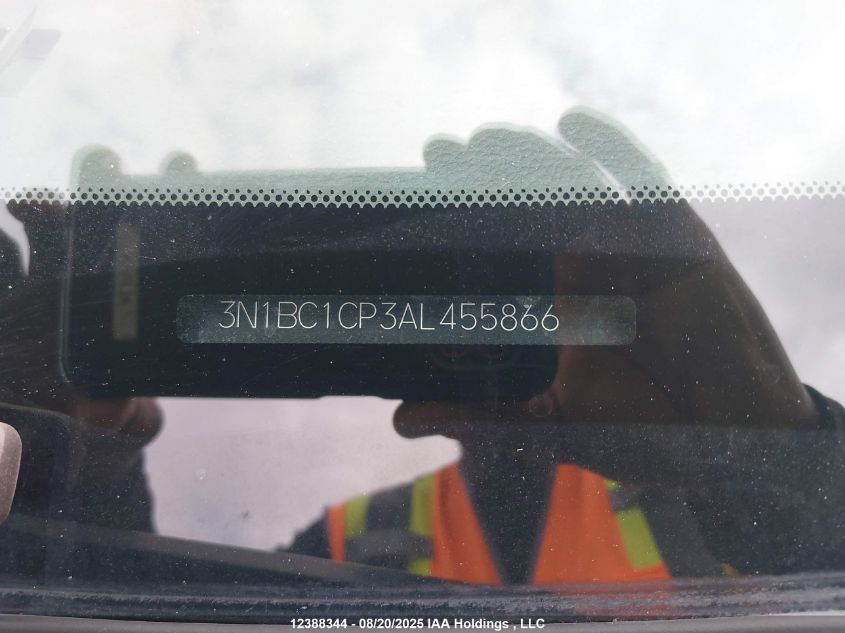 3N1BC1CP3AL455866
12388344 - 08/20/2025 IAA Holdings , LLC